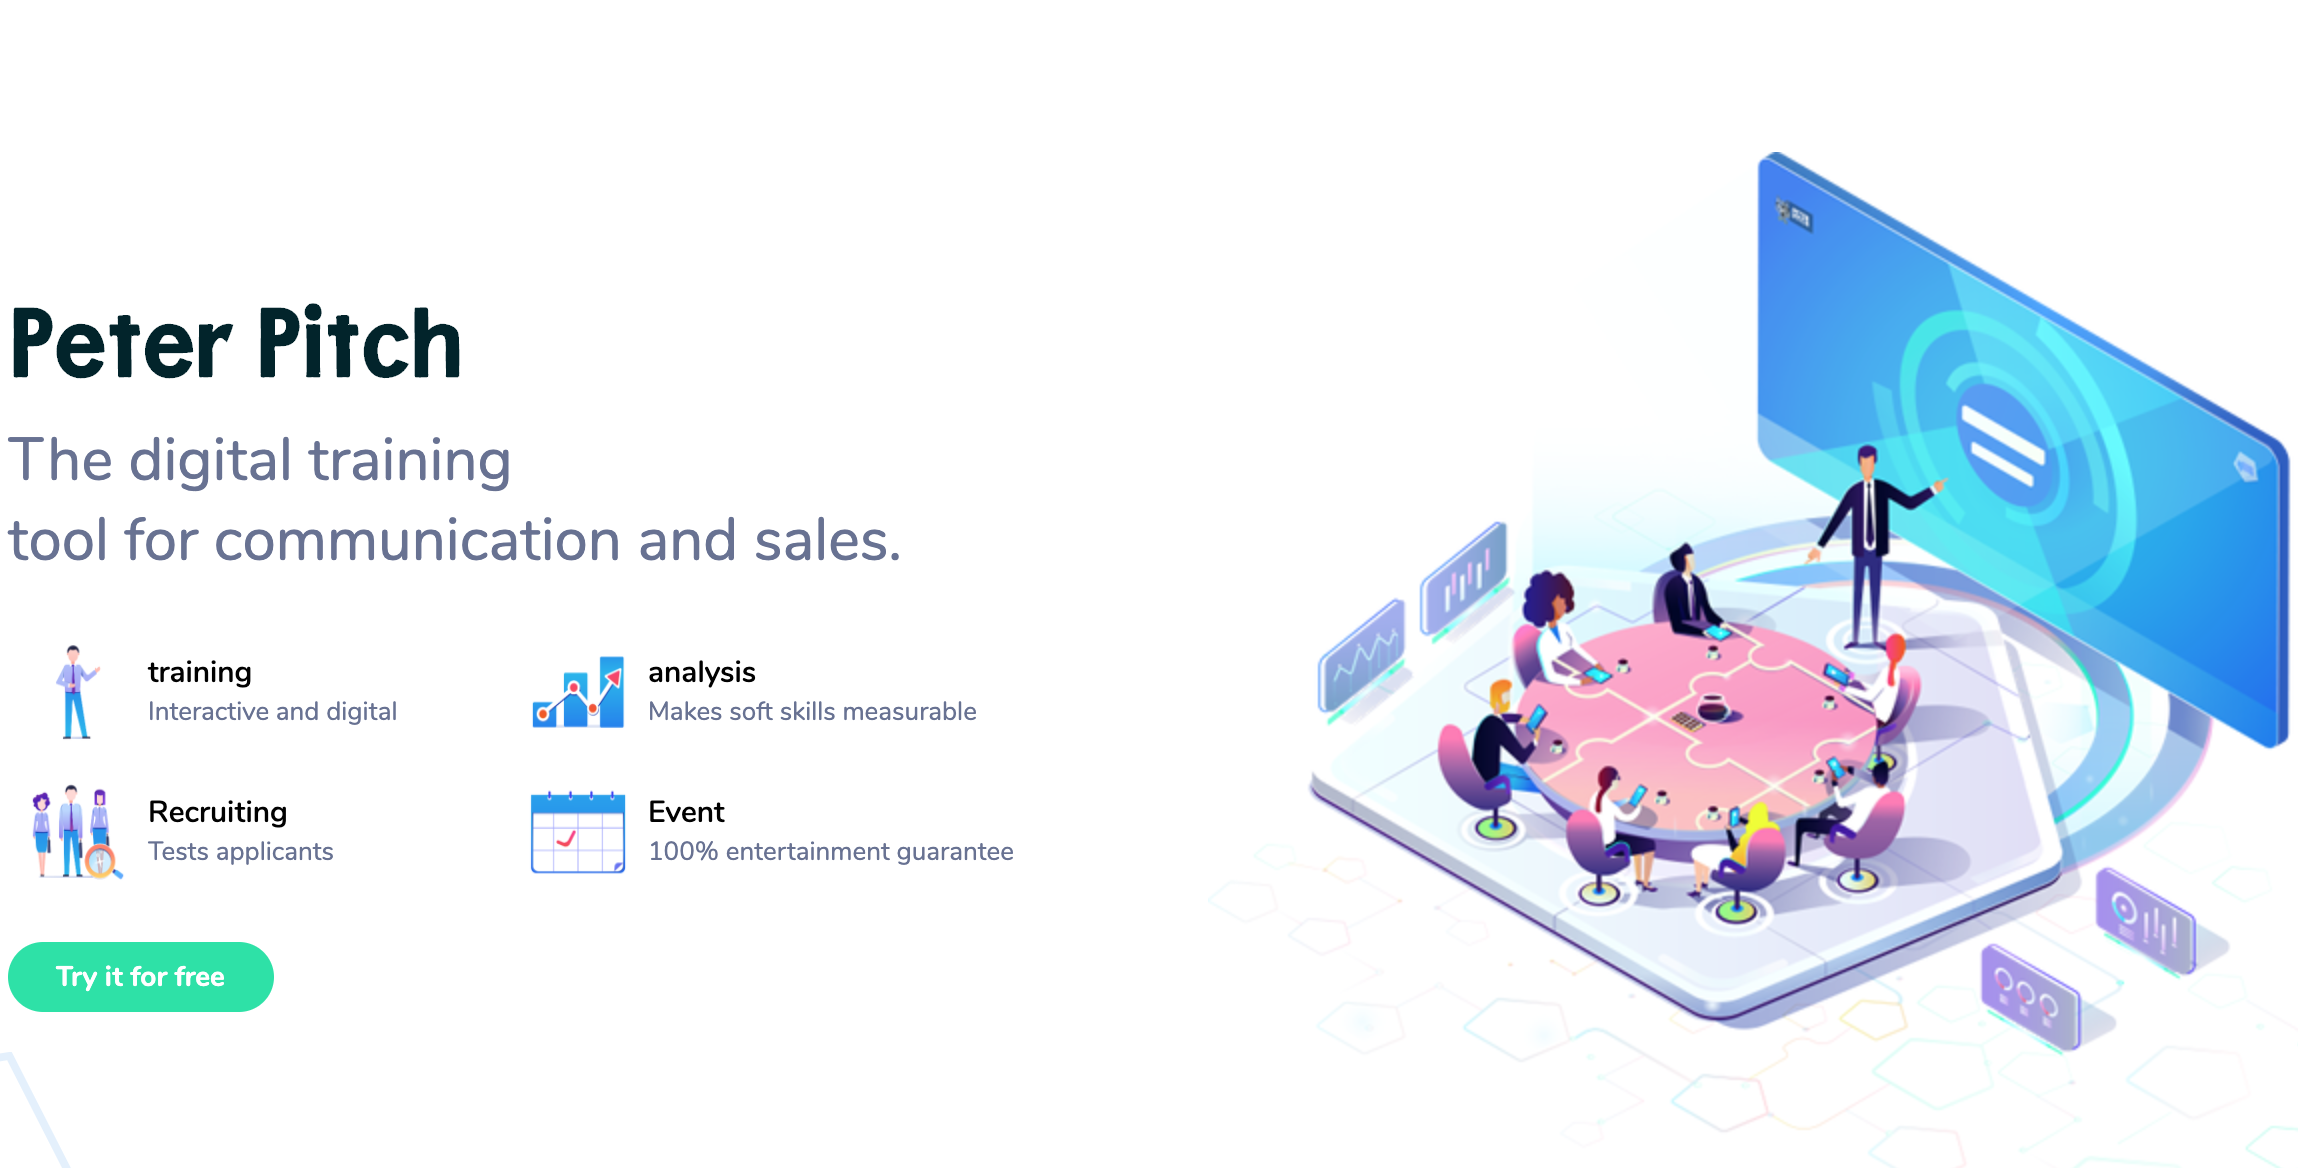 Peter Pitch
The digital training
tool for communication and sales.
training
Interactive and digital
analysis
Makes soft skills measurable
Recruiting
Tests applicants
Event
100% entertainment guarantee
Try it for free